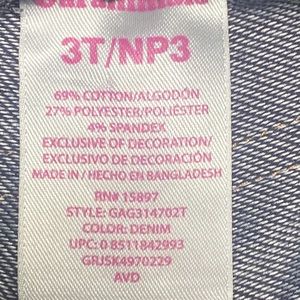 3T/NP3
69% COTTON/ALGODÓN
27% POLYESTER/POLIÉSTER
4% SPANDEX
EXCLUSIVE OF DECORATION/
EXCLUSIVO DE DECORACIÓN
MADE IN / HECHO EN BANGLADESH
RN# 15897
STYLE: GAG314702T
COLOR: DENIM
UPC: 0 8511842993
GRJSK4970229
AVD